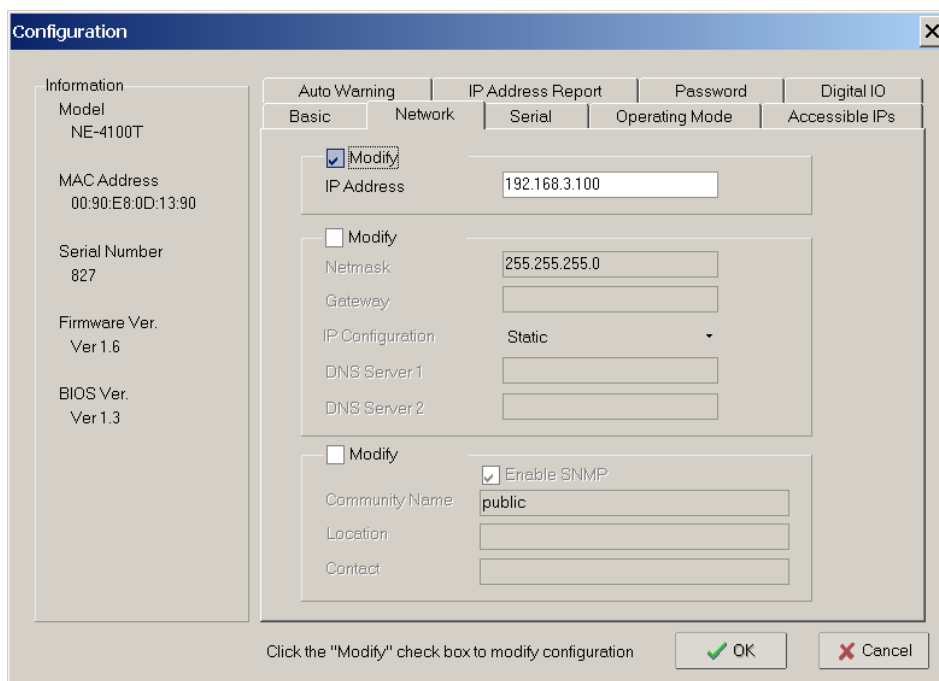 Configuration
Information
Model
NE-4100T
MAC Address
00:90:E8:0D:13:90
Serial Number
827
Firmware Ver.
Ver 1.6
BIOS Ver.
Ver 1.3
Auto Warning IP Address Report Password Digital IO
Basic Network Serial Operating Mode Accessible IPs
Modify
IP Address 192.168.3.100
Modify
Netmask 255.255.255.0
Gateway
IP Configuration Static
DNS Server 1
DNS Server 2
Modify
Enable SNMP
Community Name public
Location
Contact
Click the "Modify" check box to modify configuration OK Cancel